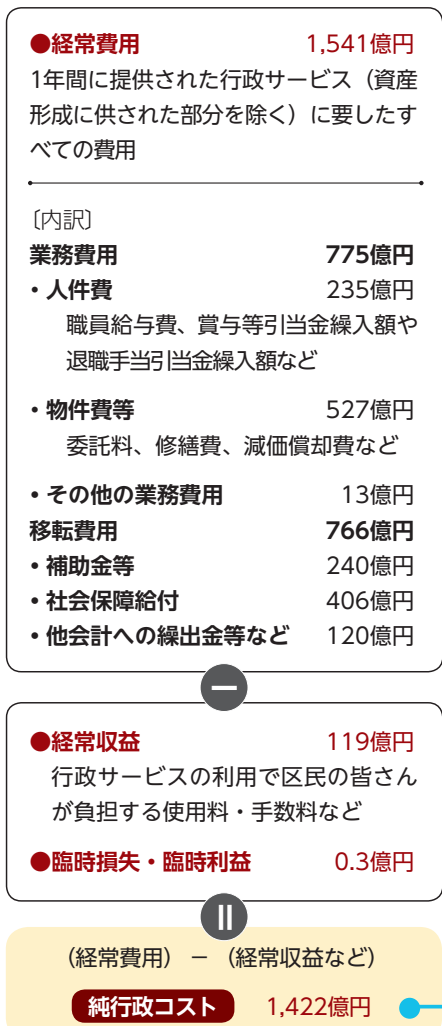 ●経常費用 1,541億円
1年間に提供された行政サービス（資産
形成に供された部分を除く）に要したす
べての費用
〔内訳〕
業務費用 775億円
・人件費 235億円
職員給与費、賞与等引当金繰入額や
退職手当引当金繰入額など
・物件費等 527億円
委託料、修繕費、減価償却費など
・その他の業務費用 13億円
移転費用 766億円
・補助金等 240億円
・社会保障給付 406億円
・他会計への繰出金等など 120億円
－
●経常収益 119億円
行政サービスの利用で区民の皆さん
が負担する使用料・手数料など
●臨時損失・臨時利益 0.3億円
＝
（経常費用）－（経常収益など）
純行政コスト 1,422億円